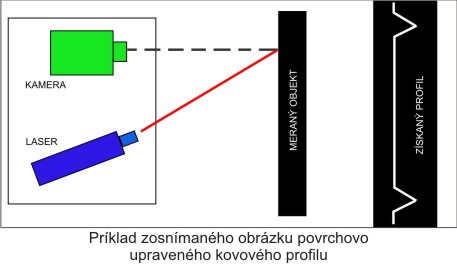 KAMERA
LASER
MERANÝ OBJEKT
ZÍSKANÝ PROFIL
Príklad zosnímaného obrázku povrchovo
upraveného kovového profilu